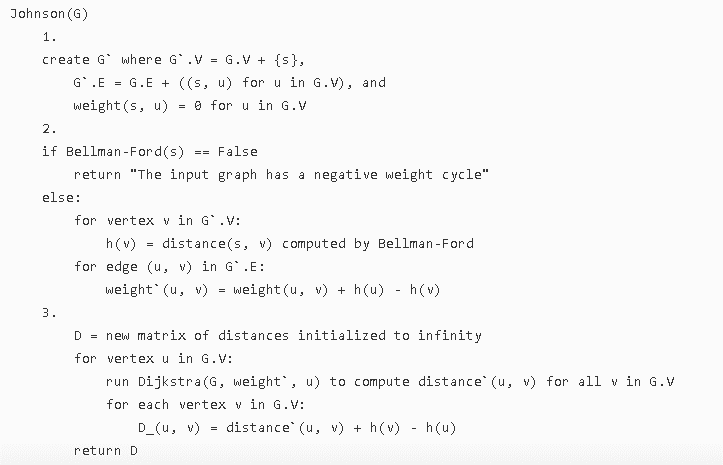 Johnson(G)
1.
create G` where G`.V = G.V + {s},
G`.E = G.E + ((s, u) for u in G.V), and
weight(s, u) = 0 for u in G.V
2.
if Bellman-Ford(s) == False
return "The input graph has a negative weight cycle"
else:
for vertex v in G`.V:
h(v) = distance(s, v) computed by Bellman-Ford
for edge (u, v) in G`.E:
weight`(u, v) = weight(u, v) + h(u) - h(v)
3.
D = new matrix of distances initialized to infinity
for vertex u in G.V:
run Dijkstra(G, weight`, u) to compute distance`(u, v) for all v in G.V
for each vertex v in G.V:
D_(u, v) = distance`(u, v) + h(v) - h(u)
return D